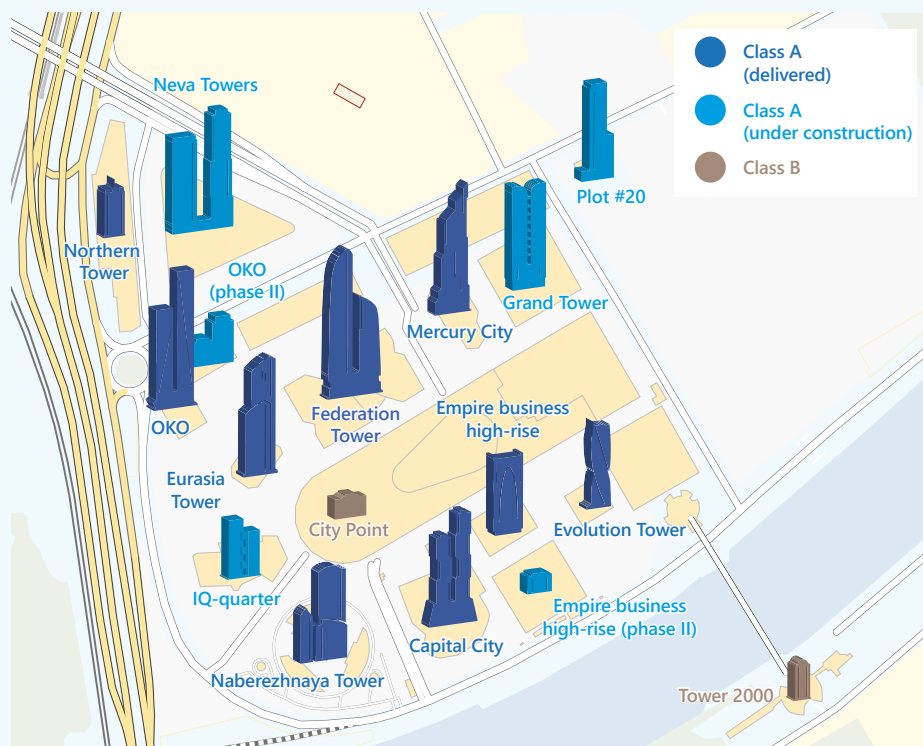 Class A
(delivered)
Class A
(under construction)
Class B
Neva Towers
Plot #20
Northern
Tower
OKO
(phase II)
Grand Tower
Mercury City
Federation
Tower
Empire business
high-rise
OKO
Eurasia
Tower
City Point
Evolution Tower
IQ-quarter
Empire business
high-rise (phase II)
Capital City
Naberezhnaya Tower
Tower 2000